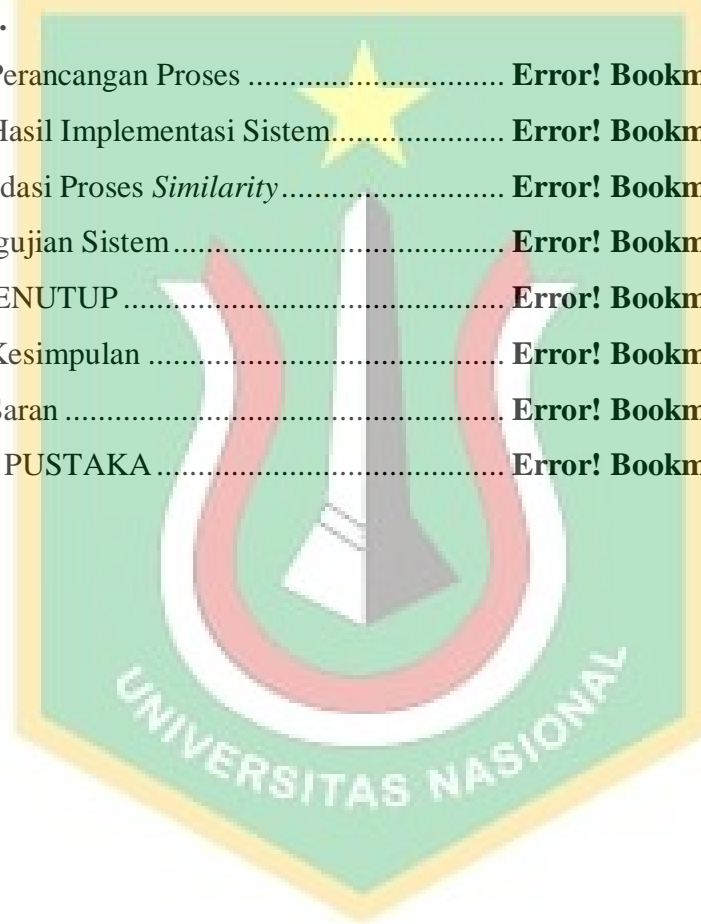 .
Perancangan Proses ................................ Error! Bookm
Hasil Implementasi Sistem..................... Error! Bookm
dasi Proses Similarity ........................ Error! Bookm
gujian Sistem ......................................... Error! Bookm
ENUTUP ............................................... Error! Bookm
Kesimpulan ............................................ Error! Bookm
Saran ...................................................... Error! Bookm
PUSTAKA ........................................... Error! Bookm
UNIVERSITAS NASIONAL